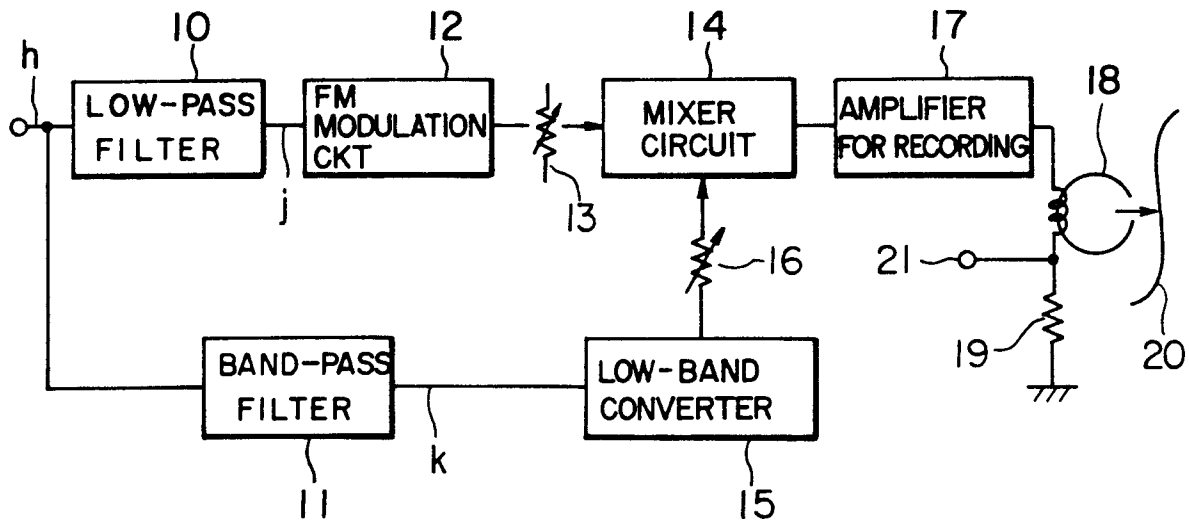 10
12
14
17
h
18
LOW-PASS
FILTER
FM
MODULATION
CKT
MIXER
CIRCUIT
AMPLIFIER
FOR RECORDING
j
13
16
21
19
20
BAND-PASS
FILTER
LOW-BAND
CONVERTER
k
11
15